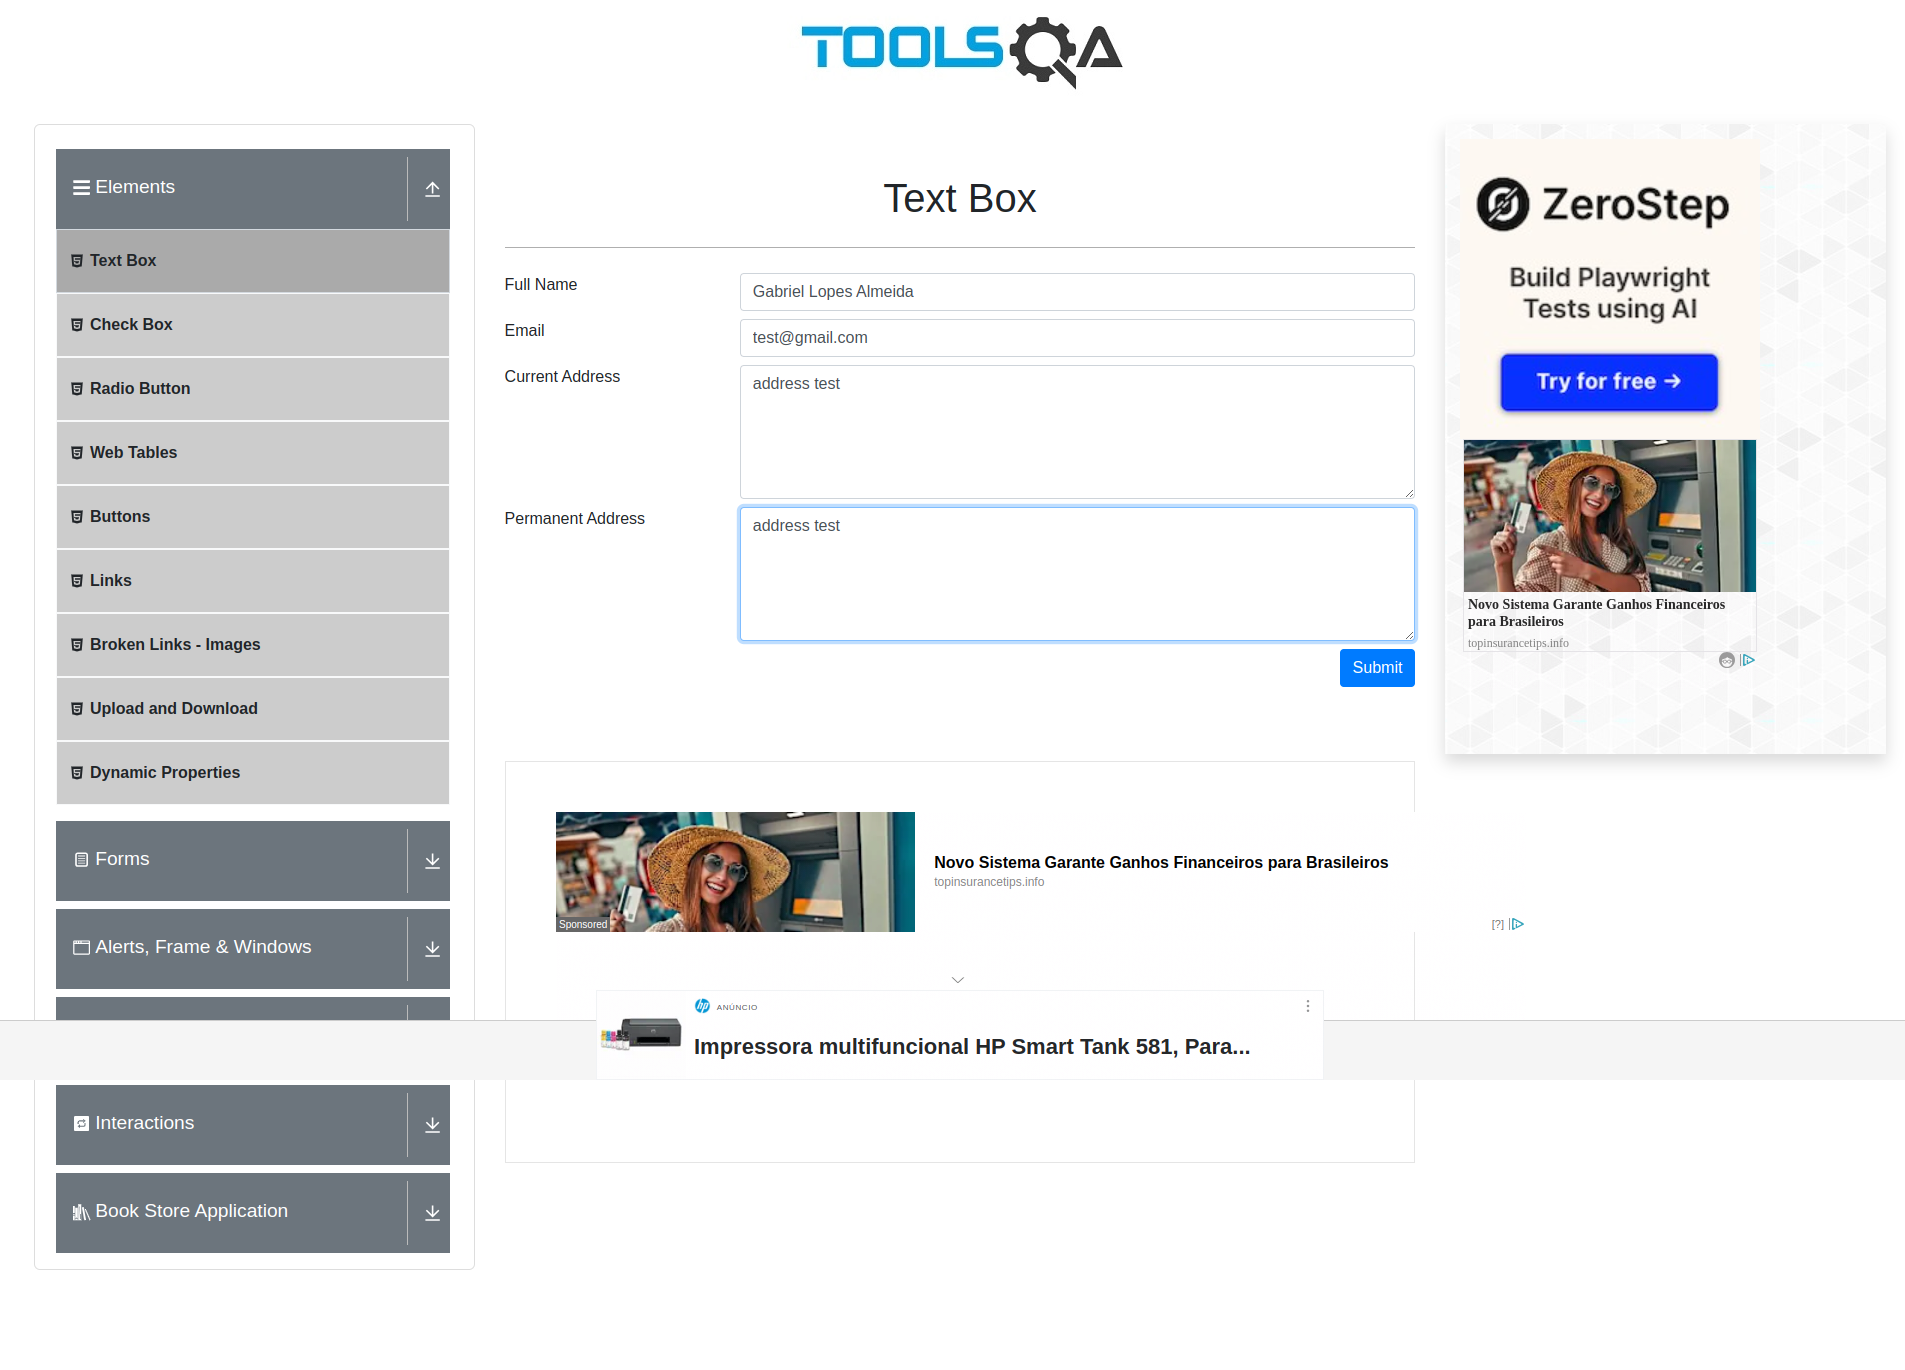 TOOLSQA
Elements
Text Box
Check Box
Radio Button
Web Tables
Buttons
Links
Broken Links - Images
Upload and Download
Dynamic Properties
Forms
Alerts, Frame & Windows
Interactions
Book Store Application
Text Box
Full Name
Gabriel Lopes Almeida
Email
test@gmail.com
Current Address
address test
Permanent Address
address test
Submit
Sponsored
Novo Sistema Garante Ganhos Financeiros para Brasileiros
topinsurancetips.info
[?]
hp ANÚNCIO
Impressora multifuncional HP Smart Tank 581, Para...
ZeroStep
Build Playwright
Tests using AI
Try for free →
Novo Sistema Garante Ganhos Financeiros
para Brasileiros
topinsurancetips.info